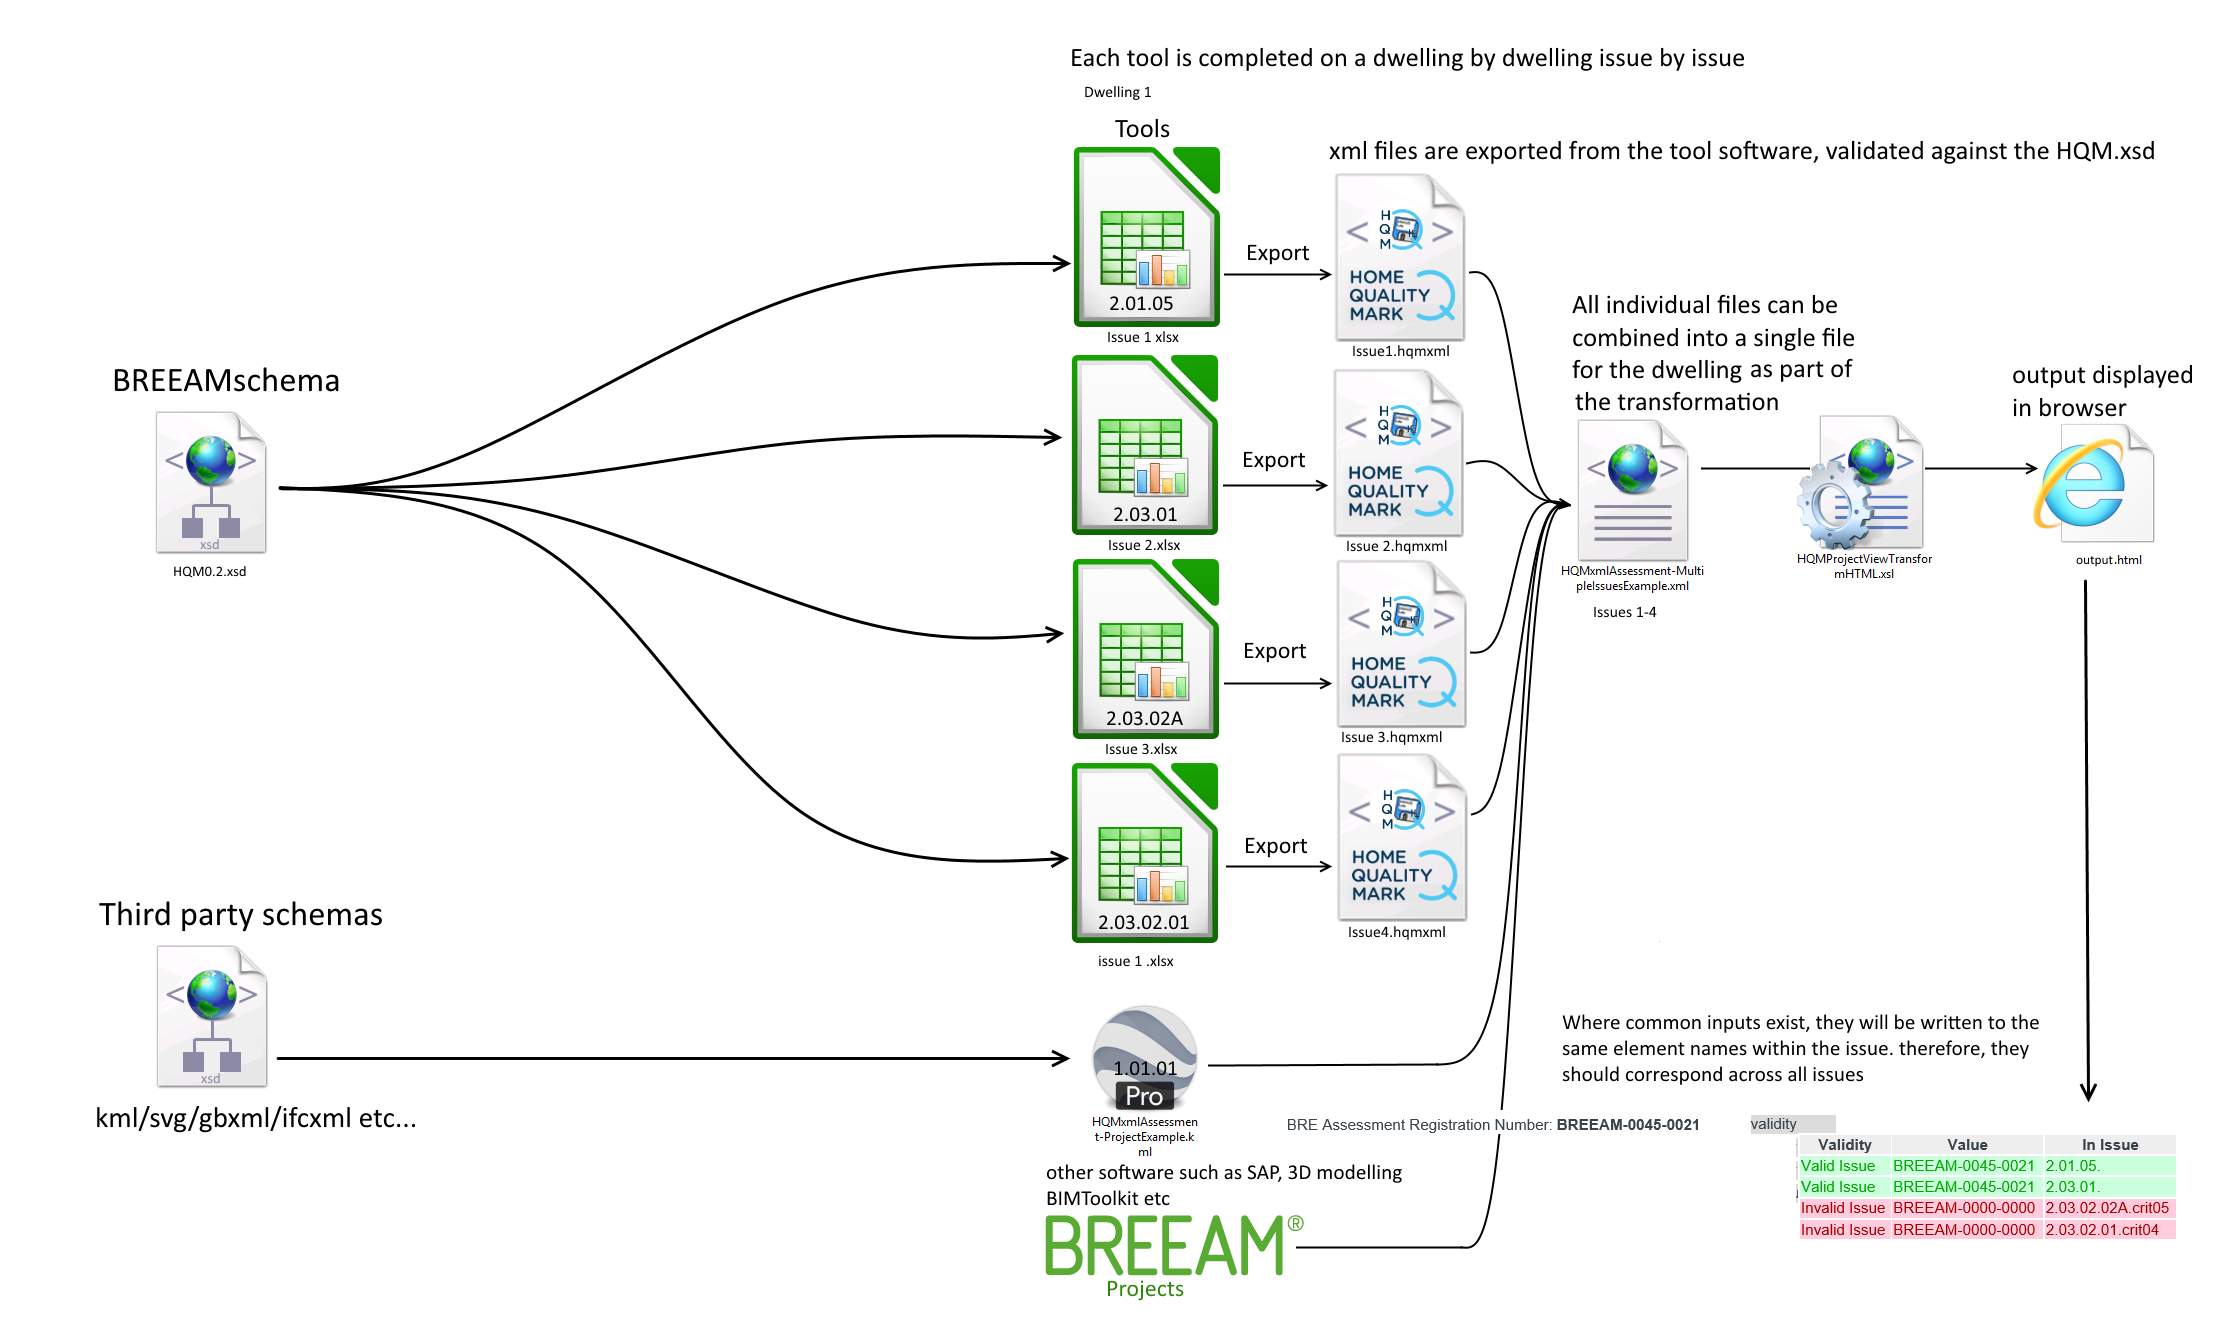 Each tool is completed on a dwelling by dwelling issue by issue
Dwelling 1
Tools
xml files are exported from the tool software, validated against the HQM.xsd
2.01.05
Issue 1 xlsx
Export
H
Q
M
HOME
QUALITY
MARK
Issue1.hqmxml
BREEAMschema
xsd
HQM0.2.xsd
2.03.01
Issue 2.xlsx
Export
H
Q
M
HOME
QUALITY
MARK
Issue 2.hqmxml
2.03.02A
Issue 3.xlsx
Export
H
Q
M
HOME
QUALITY
MARK
Issue 3.hqmxml
2.03.02.01
issue 1 .xlsx
Export
H
Q
M
HOME
QUALITY
MARK
Issue4.hqmxml
All individual files can be
combined into a single file
for the dwelling as part of
the transformation
HQMxmlAssessment-Multi
pleIssuesExample.xml
Issues 1-4
HQMProjectViewTransfor
mHTML.xsl
output displayed
in browser
output.html
Third party schemas
xsd
kml/svg/gbxml/ifcxml etc...
1.01.01
Pro
HQMxmlAssessmen
t-ProjectExample.k
ml
other software such as SAP, 3D modelling
BIMToolkit etc
BREEAM®
Projects
Where common inputs exist, they will be written to the
same element names within the issue. therefore, they
should correspond across all issues
BRE Assessment Registration Number: BREEAM-0045-0021
validity
Validity Value In Issue
Valid Issue BREEAM-0045-0021 2.01.05.
Valid Issue BREEAM-0045-0021 2.03.01.
Invalid Issue BREEAM-0000-0000 2.03.02.02A.crit05
Invalid Issue BREEAM-0000-0000 2.03.02.01.crit04